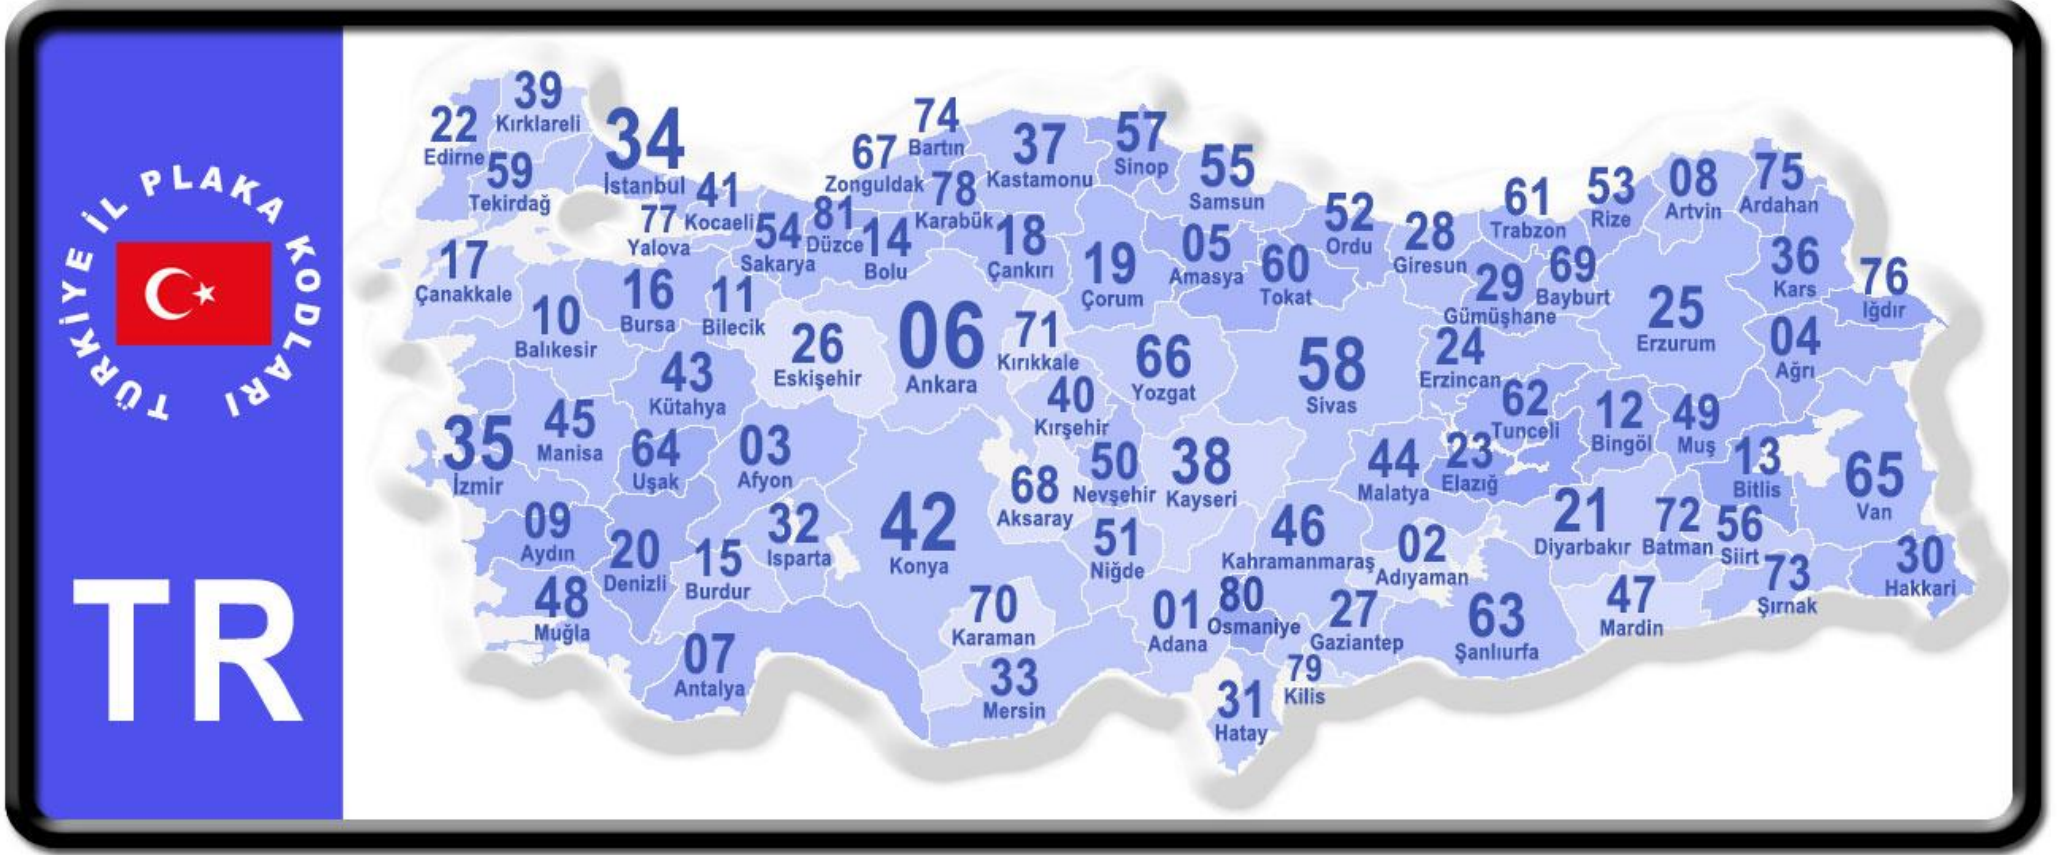 TÜRKİYE İL PLAKA KODLARI
TR
39
Kırklareli
22
Edirne
59
Tekirdağ
34
İstanbul
41
Kocaeli
77
Yalova
54
Sakarya
81
Düzce
14
Bolu
67
Zonguldak
74
Bartın
78
Karabük
37
Kastamonu
57
Sinop
55
Samsun
18
Çankırı
19
Çorum
05
Amasya
60
Tokat
52
Ordu
28
Giresun
61
Trabzon
53
Rize
08
Artvin
75
Ardahan
29
Gümüşhane
69
Bayburt
36
Kars
76
Iğdır
17
Çanakkale
10
Balıkesir
16
Bursa
11
Bilecik
26
Eskişehir
06
Ankara
71
Kırıkkale
66
Yozgat
58
Sivas
24
Erzincan
25
Erzurum
04
Ağrı
43
Kütahya
40
Kırşehir
62
Tunceli
12
Bingöl
49
Muş
35
İzmir
45
Manisa
64
Uşak
03
Afyon
68
Aksaray
50
Nevşehir
38
Kayseri
44
Malatya
23
Elazığ
13
Bitlis
65
Van
09
Aydın
20
Denizli
15
Burdur
32
Isparta
42
Konya
51
Niğde
46
Kahramanmaraş
02
Adıyaman
21
Diyarbakır
72
Batman
56
Siirt
73
Şırnak
30
Hakkari
48
Muğla
07
Antalya
70
Karaman
33
Mersin
01
Adana
80
Osmaniye
27
Gaziantep
63
Şanlıurfa
47
Mardin
79
Kilis
31
Hatay